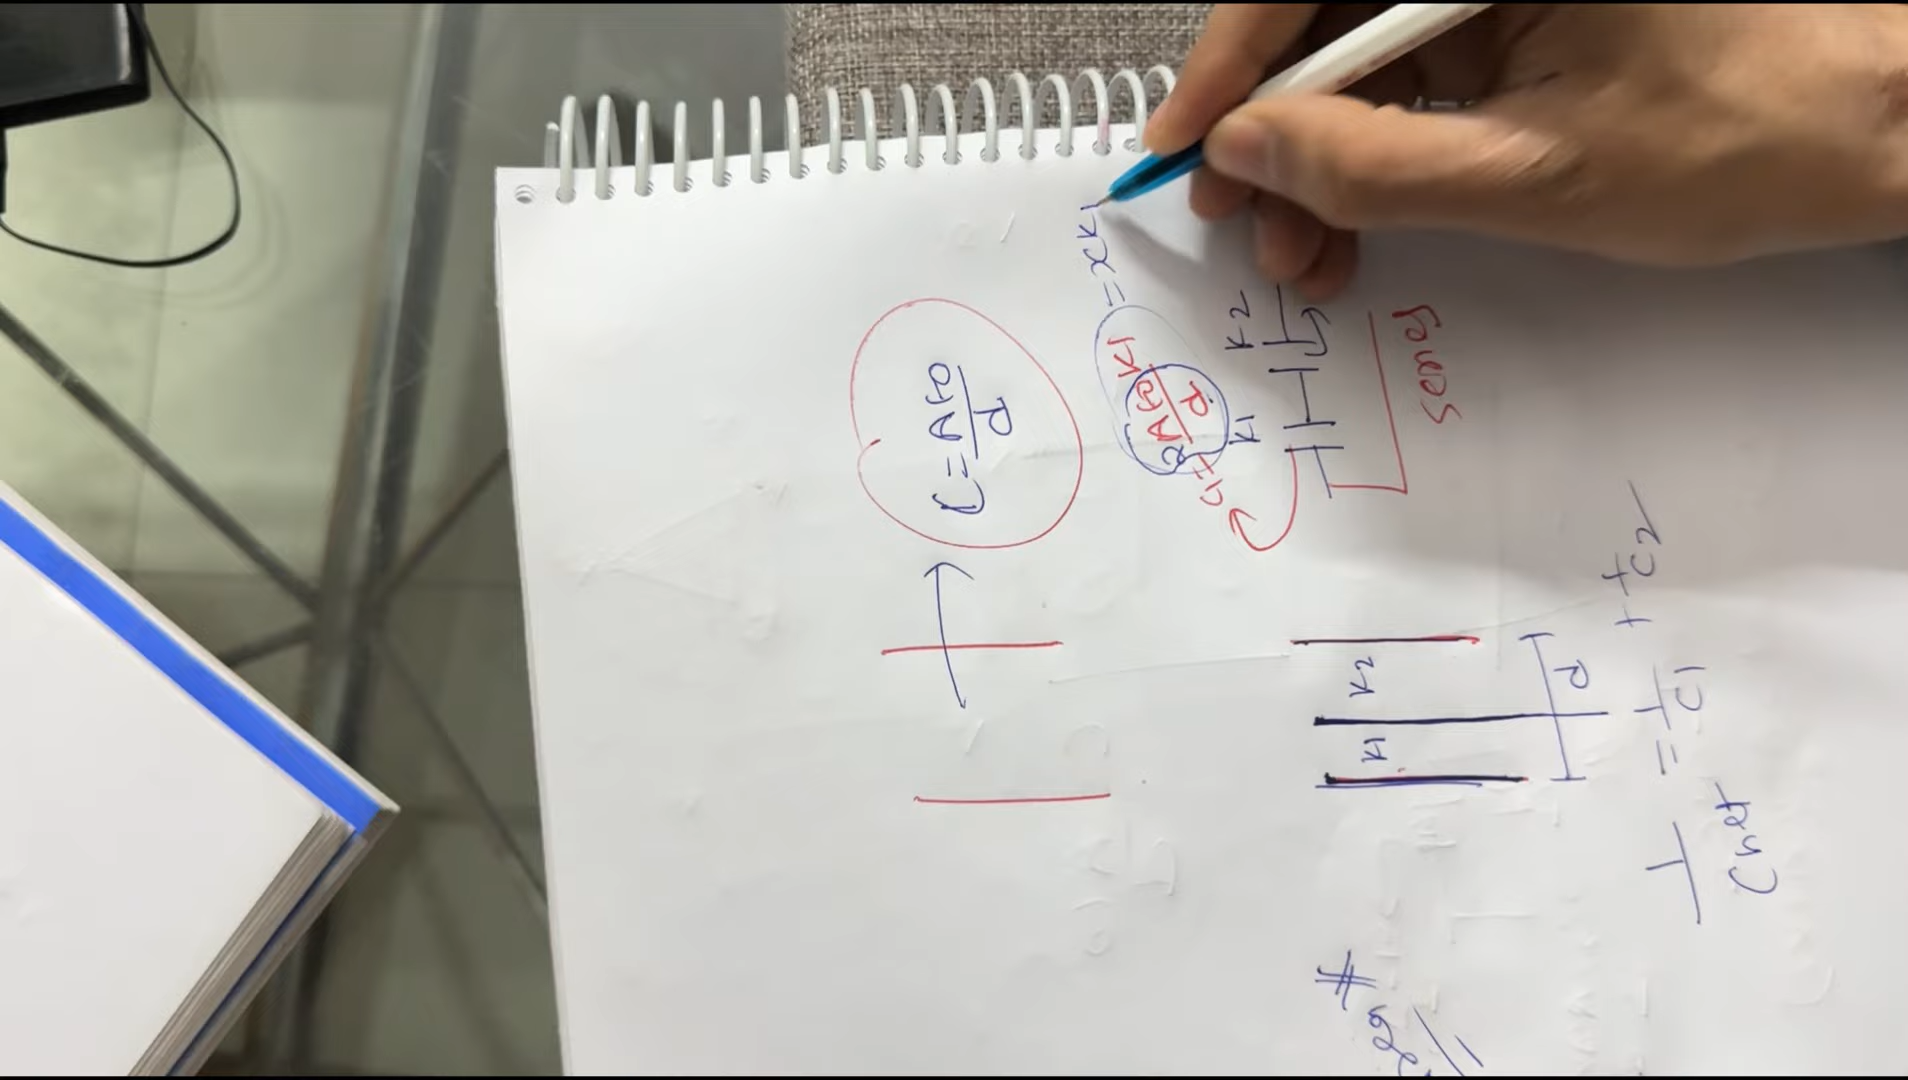 Series
K1 K2
C1 = 2Aε0K1/d = xK1
C = Aε0/d
d
K1 K2
1/Cnet = 1/C1 + 1/C2
#